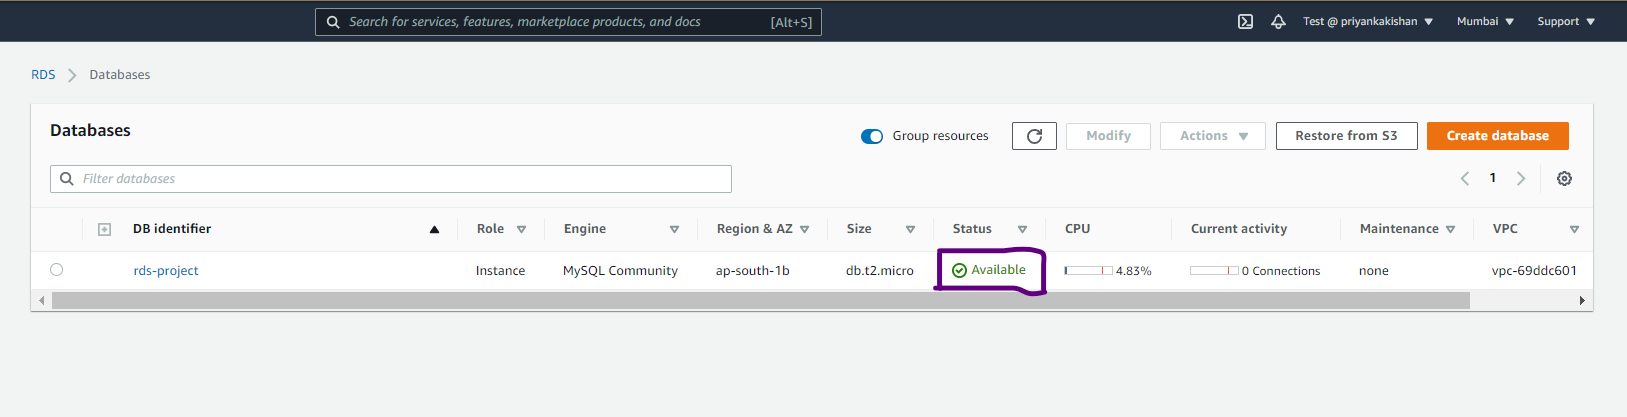 Search for services, features, marketplace products, and docs [Alt+S] Test @ priyankakishan Mumbai Support
RDS Databases
Databases Group resources Modify Actions Restore from S3 Create database
Filter databases 1
DB identifier Role Engine Region & AZ Size Status CPU Current activity Maintenance VPC
rds-project Instance MySQL Community ap-south-1b db.t2.micro Available 4.83% 0 Connections none vpc-69ddc601